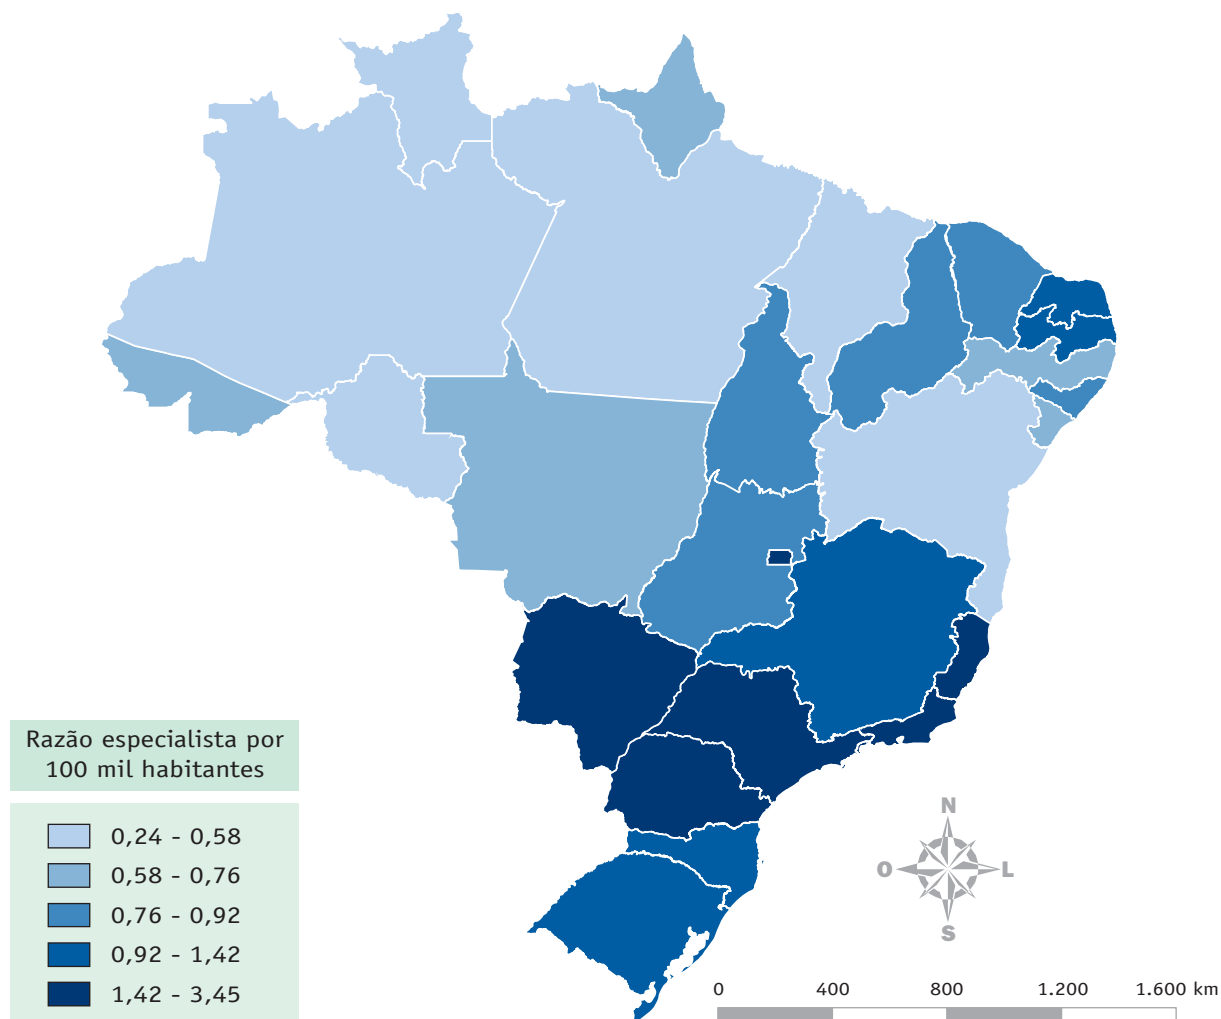 Razão especialista por
100 mil habitantes
0,24 - 0,58
0,58 - 0,76
0,76 - 0,92
0,92 - 1,42
1,42 - 3,45
N
O L
S
0 400 800 1.200 1.600 km